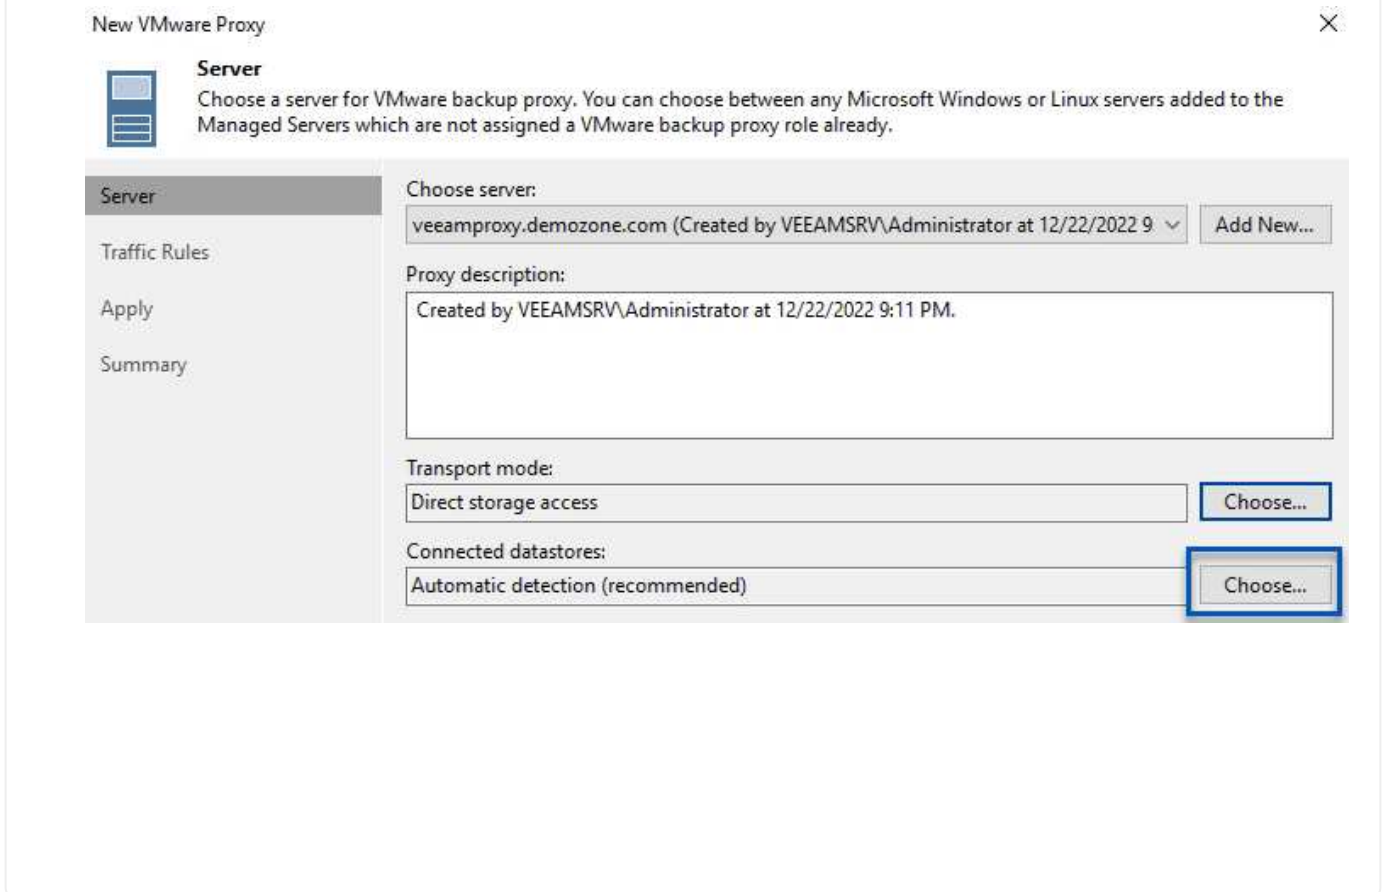 New VMware Proxy
Server
Choose a server for VMware backup proxy. You can choose between any Microsoft Windows or Linux servers added to the
Managed Servers which are not assigned a VMware backup proxy role already.
Server
Traffic Rules
Apply
Summary
Choose server:
veeamproxy.demozone.com (Created by VEEAMSRV\Administrator at 12/22/2022 9
Add New...
Proxy description:
Created by VEEAMSRV\Administrator at 12/22/2022 9:11 PM.
Transport mode:
Direct storage access
Choose...
Connected datastores:
Automatic detection (recommended)
Choose...